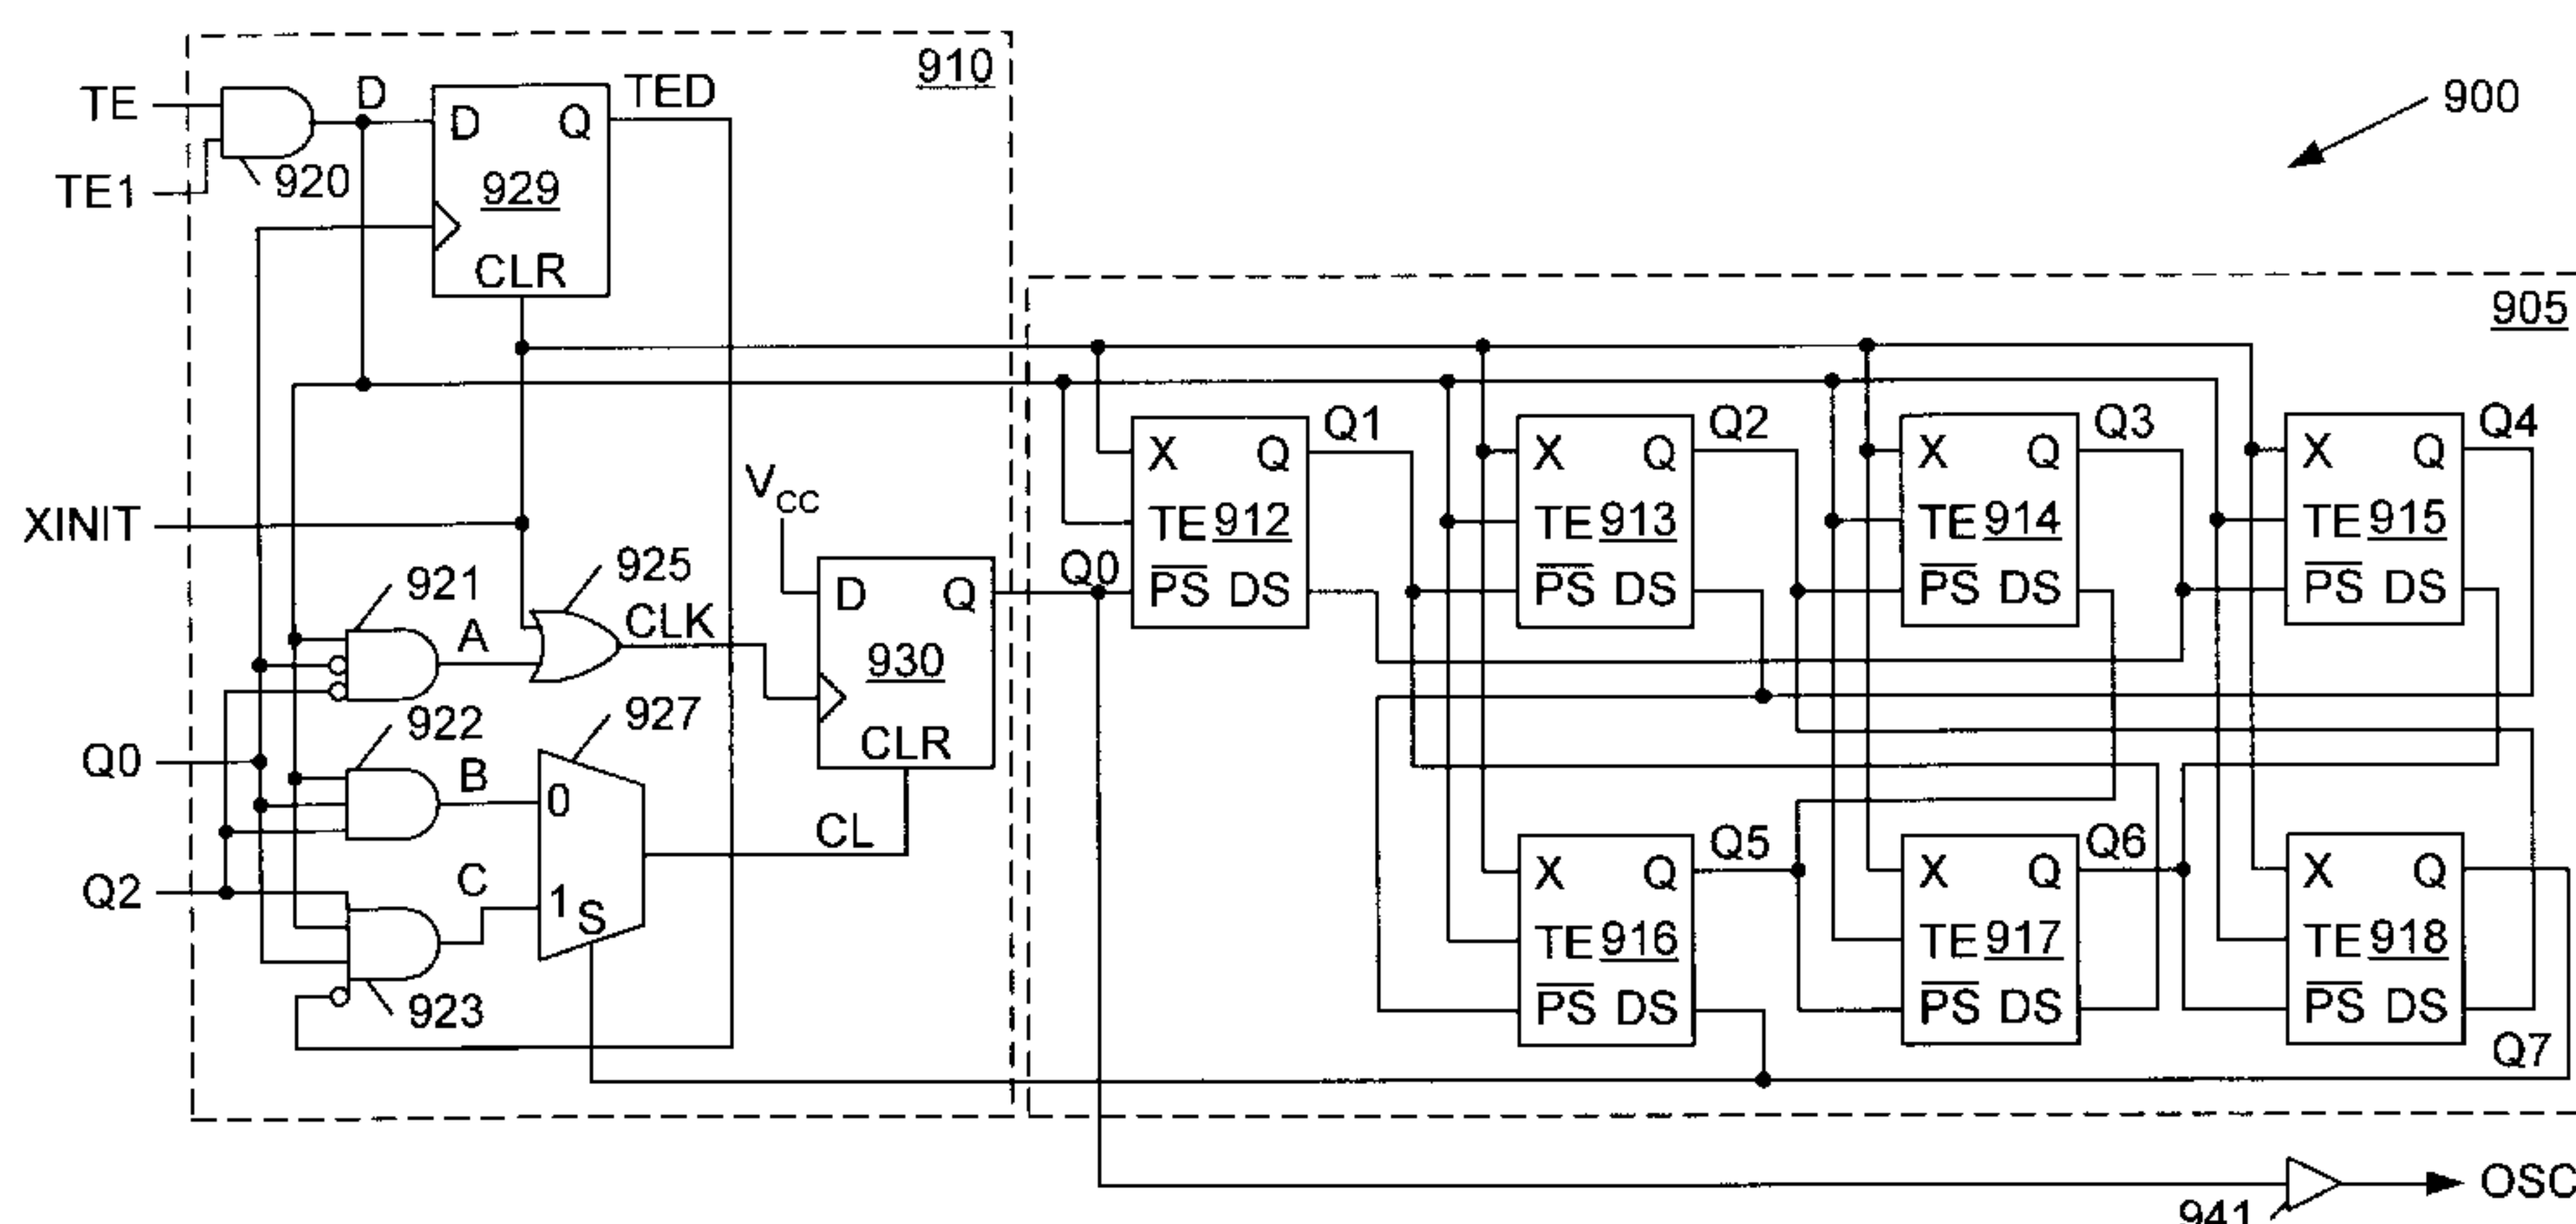 910
TE
D
TED
900
D Q
TE1
920
929
CLR
905
X Q
Q1
X Q
Q2
X Q
Q3
X Q
Q4
VCC
XINIT
TE 912
TE 913
TE 914
TE 915
921
925
Q0
PS DS
PS DS
PS DS
PS DS
A
CLK
D Q
930
922
927
CLR
Q0
B
0
CL
Q2
C
1
S
X Q
Q5
X Q
Q6
X Q
TE 916
TE 917
TE 918
923
PS DS
PS DS
PS DS
Q7
OSC
941